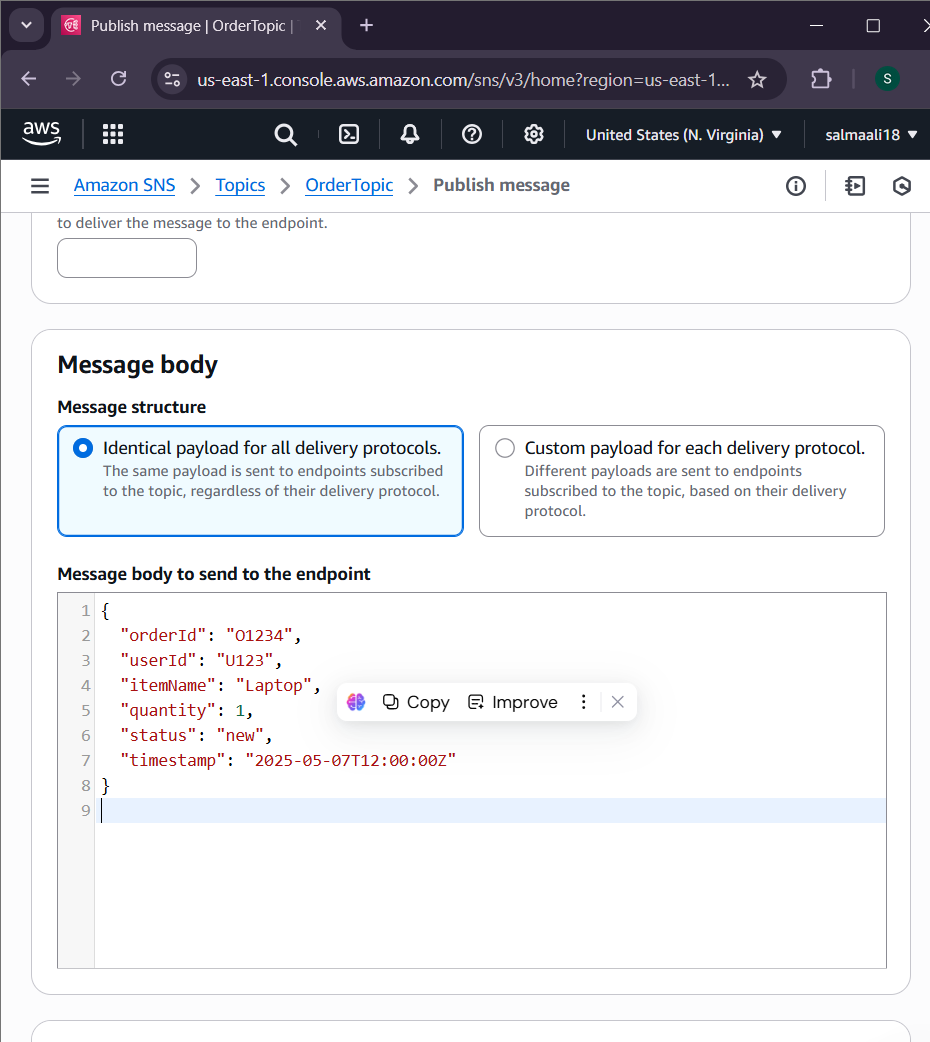 Publish message | OrderTopic |
us-east-1.console.aws.amazon.com/sns/v3/home?region=us-east-1...
S
aws
United States (N. Virginia)
salmaali18
Amazon SNS
Topics
OrderTopic
Publish message
to deliver the message to the endpoint.
Message body
Message structure
Identical payload for all delivery protocols.
The same payload is sent to endpoints subscribed
to the topic, regardless of their delivery protocol.
Custom payload for each delivery protocol.
Different payloads are sent to endpoints
subscribed to the topic, based on their delivery
protocol.
Message body to send to the endpoint
1 {
2 "orderId": "O1234",
3 "userId": "U123",
4 "itemName": "Laptop",
5 "quantity": 1,
6 "status": "new",
7 "timestamp": "2025-05-07T12:00:00Z"
8 }
9
Copy
Improve